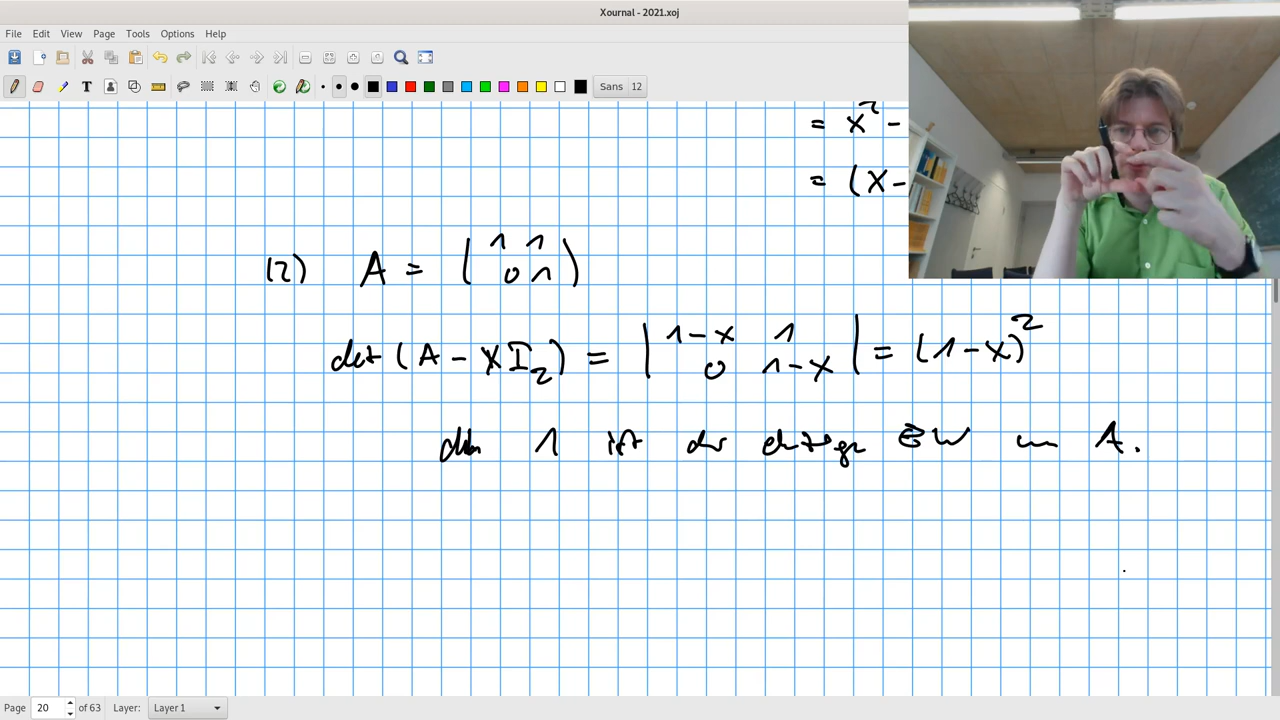 Xournal - 2021.xoj
File Edit View Page Tools Options Help
T Sans 12
= x² -
= (x -
(2) A = ( 1 1
0 1 )
det(A - XI₂) = | 1-x 1
0 1-x | = (1-x)²
1 ist der einzige EW von A.
Page 20 of 63 Layer: Layer 1